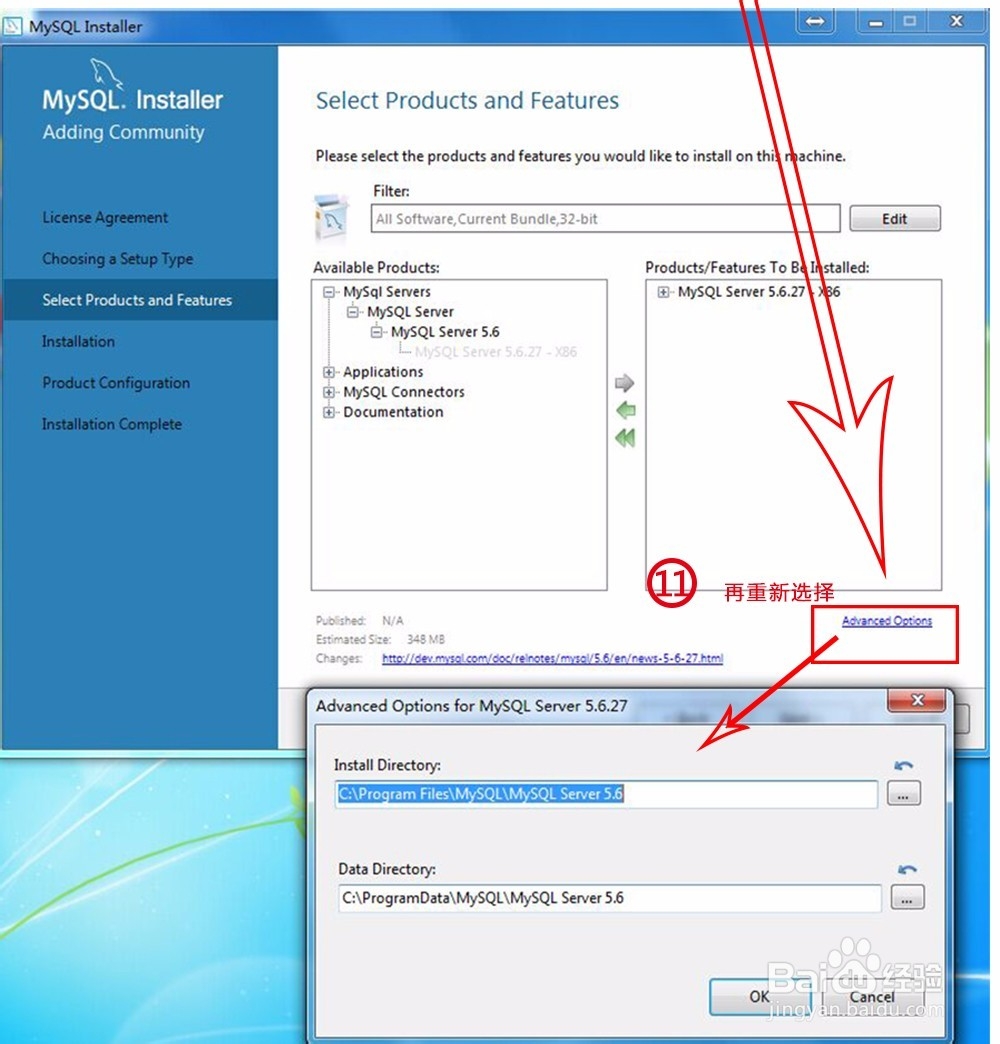 MySQL Installer
MySQL. Installer
Adding Community
License Agreement
Choosing a Setup Type
Select Products and Features
Installation
Product Configuration
Installation Complete
Select Products and Features
Please select the products and features you would like to install on this machine.
Filter:
All Software,Current Bundle,32-bit
Edit
Available Products:
MySql Servers
MySQL Server
MySQL Server 5.6
MySQL Server 5.6.27 - X86
Applications
MySQL Connectors
Documentation
Products/Features To Be Installed:
MySQL Server 5.6.27 - X86
11 再重新选择
Advanced Options
Published: N/A
Estimated Size: 348 MB
Changes: http://dev.mysql.com/doc/relnotes/mysql/5.6/en/news-5-6-27.html
Advanced Options for MySQL Server 5.6.27
Install Directory:
C:\Program Files\MySQL\MySQL Server 5.6
...
Data Directory:
C:\ProgramData\MySQL\MySQL Server 5.6
...
OK
Cancel
Baidu经验
jingyan.baidu.com